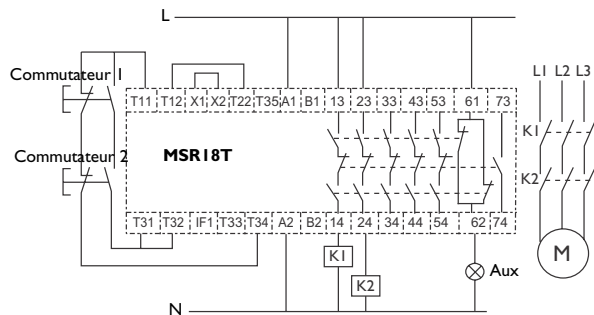 L
L1 L2 L3
Commutateur 1
T11 T12 X1 X2 T22 T35 A1 B1 13 23 33 43 53 61 73
K1
MSR18T
Commutateur 2
K2
T31 T32 IF1 T33 T34 A2 B2 14 24 34 44 54 62 74
M
K1
Aux
K2
N